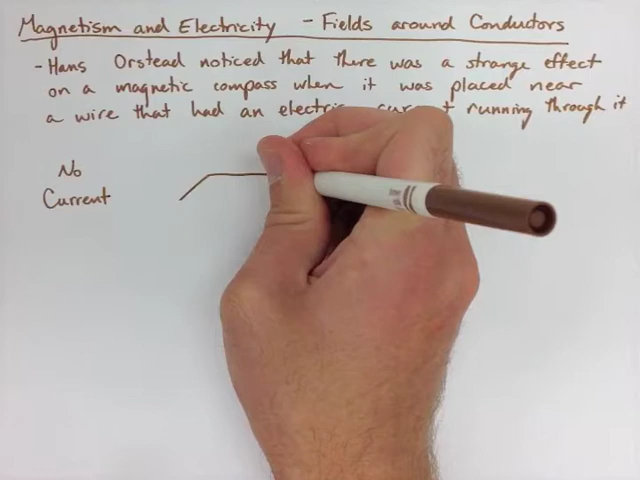 Magnetism and Electricity - Fields around Conductors
- Hans Orstead noticed that there was a strange effect
on a magnetic compass when it was placed near
a wire that had an running through it
No
Current